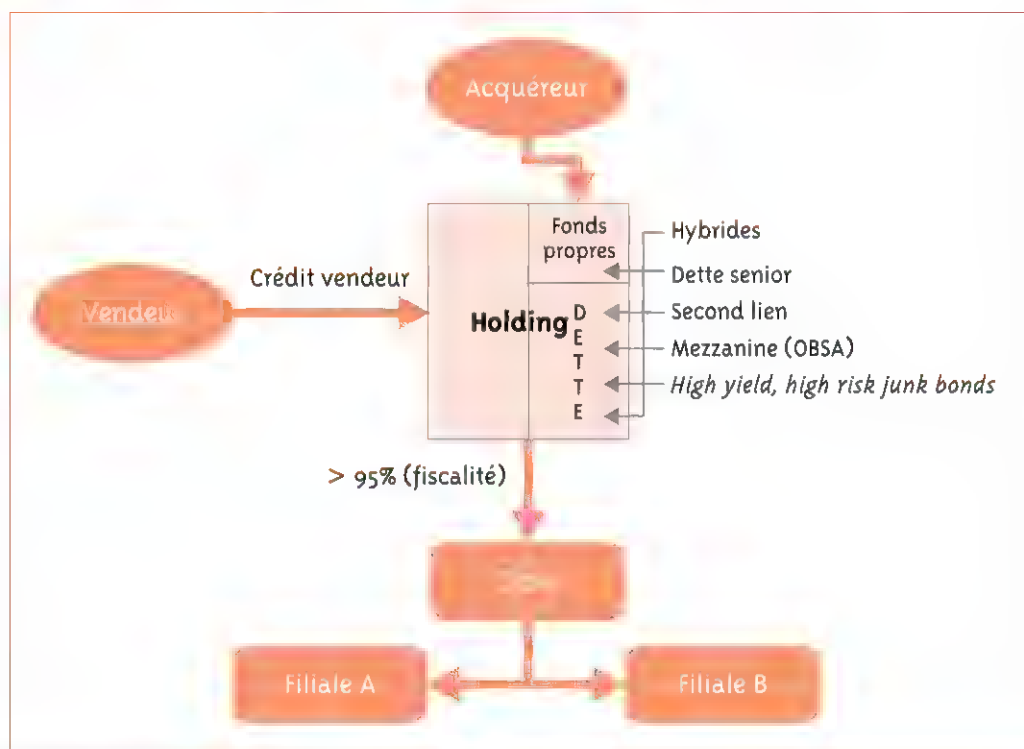 Acquéreur
Fonds
propres
Hybrides
Dette senior
Crédit vendeur
Second lien
Holding
DETTE
Mezzanine (OBSA)
High yield, high risk junk bonds
> 95% (fiscalité)
Filiale A
Filiale B